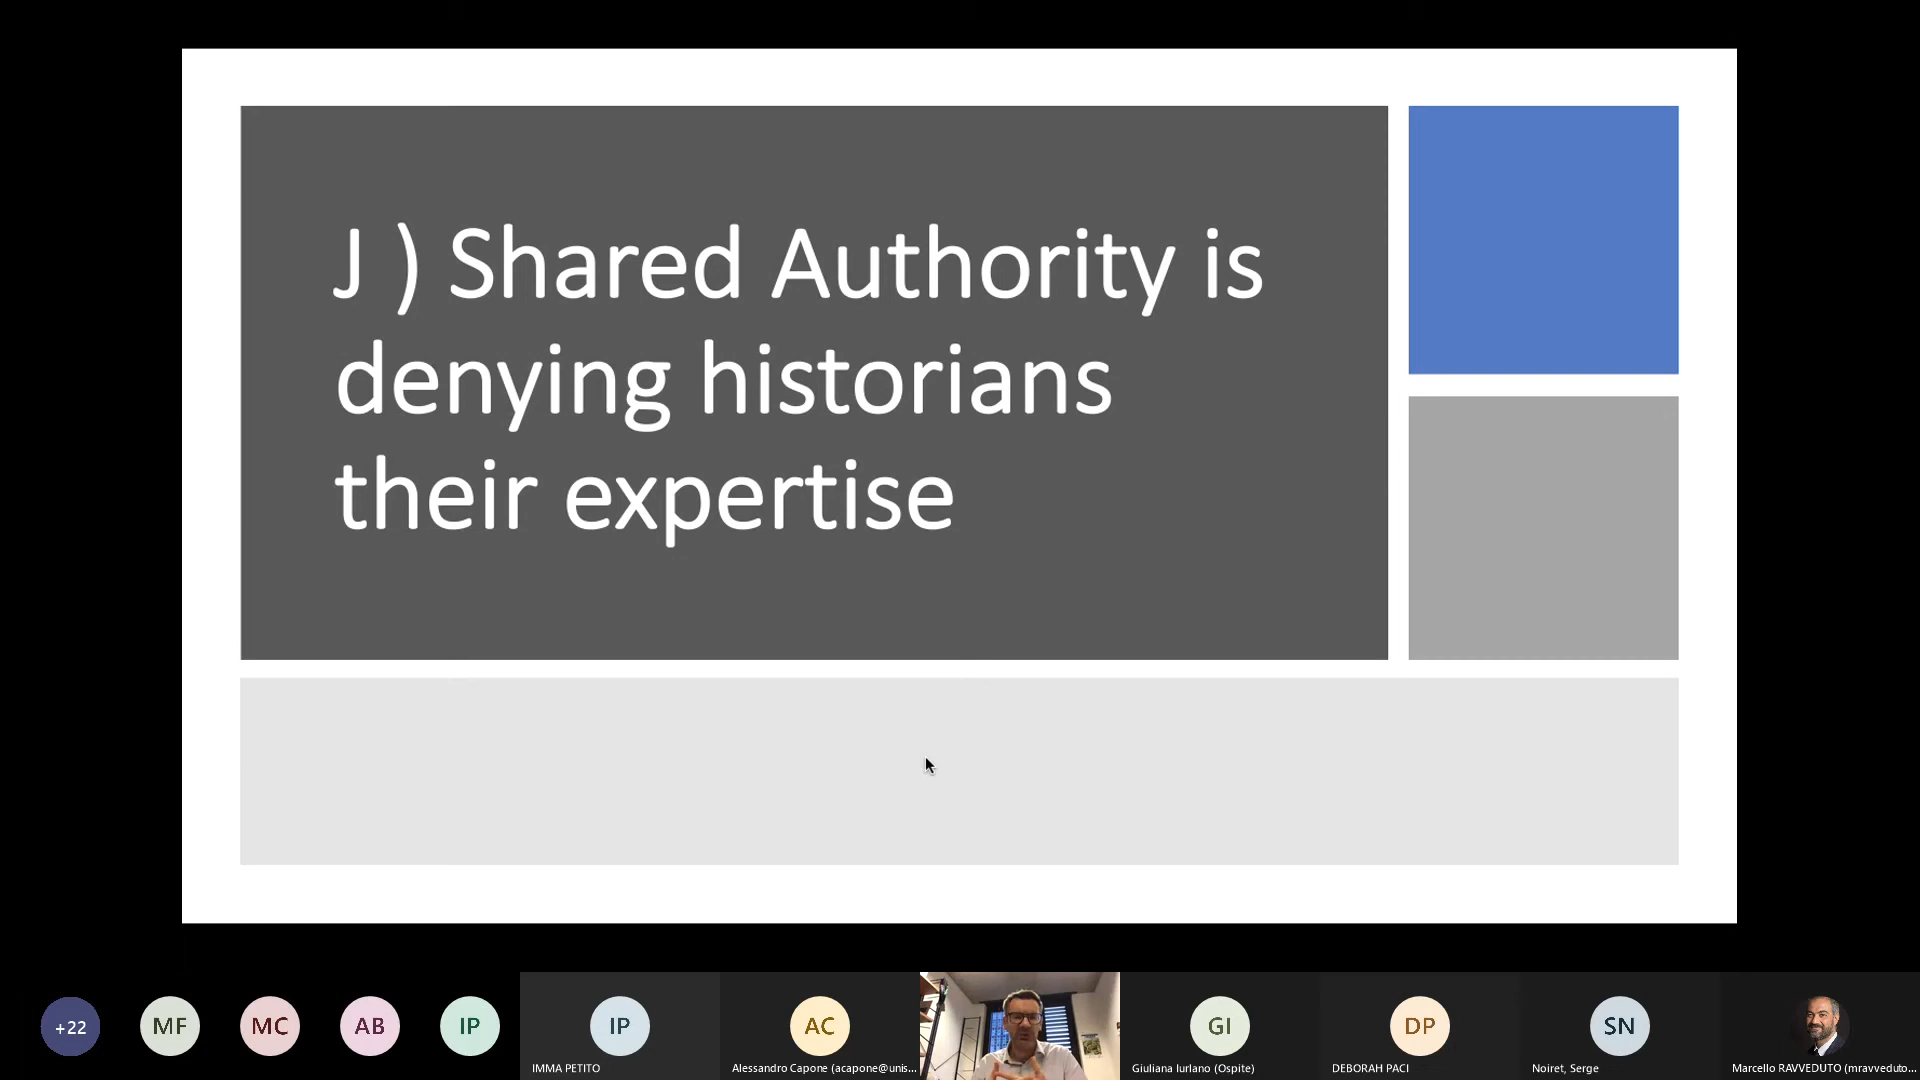 J ) Shared Authority is
denying historians
their expertise
+22
MF
MC
AB
IP
IP
IMMA PETITO
AC
Alessandro Capone (acapone@unis...
GI
Giuliana Iurlano (Ospite)
DP
DEBORAH PACI
SN
Noiret, Serge
Marcello RAVVEDUTO (mravveduto...